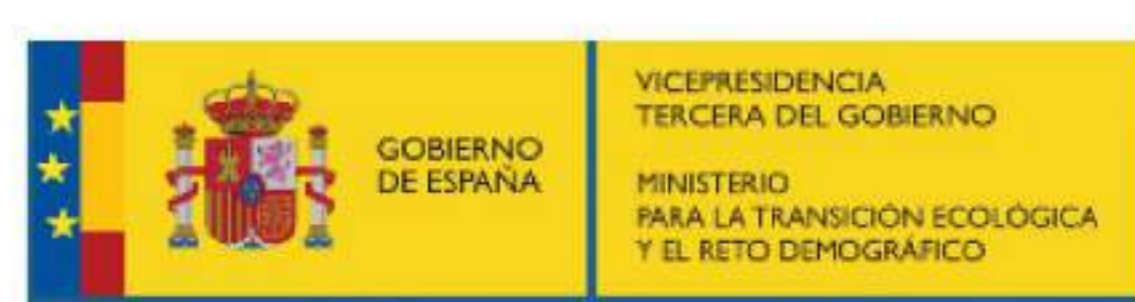 GOBIERNO
DE ESPAÑA
VICEPRESIDENCIA
TERCERA DEL GOBIERNO
MINISTERIO
PARA LA TRANSICIÓN ECOLÓGICA
Y EL RETO DEMOGRÁFICO